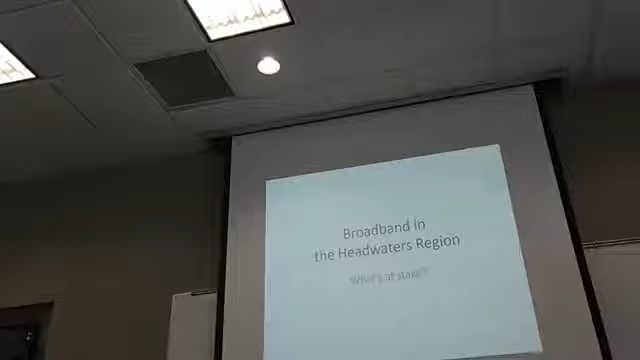 Broadband in
the Headwaters Region
What's at stake?